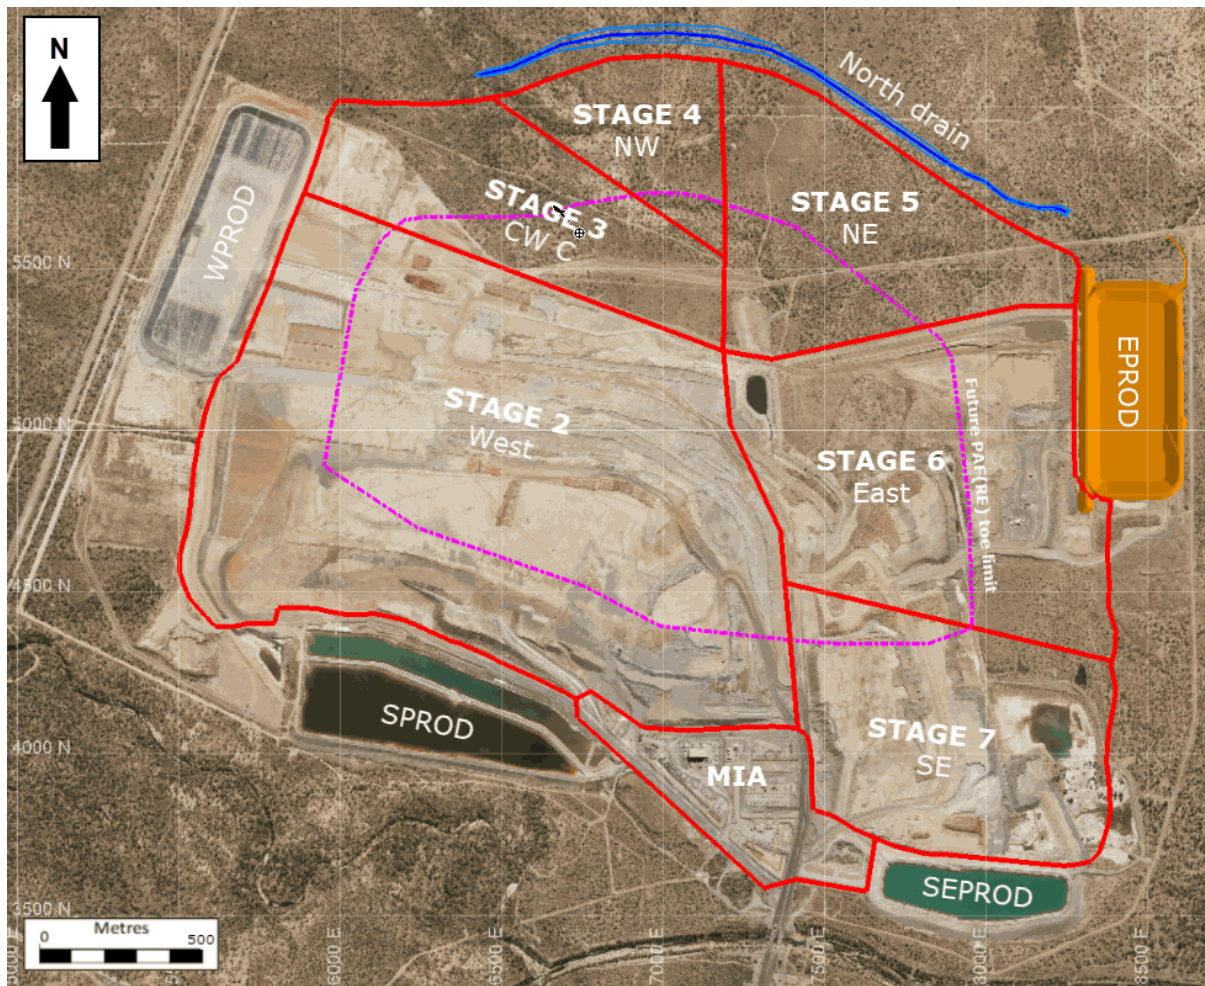 N
North drain
STAGE 4
NW
STAGE 3
CW C
STAGE 5
NE
WPROD
5500 N
EPROD
STAGE 2
West
5000 N
Future PAF(RE) toe limit
STAGE 6
East
4500 N
SPROD
4000 N
MIA
STAGE 7
SE
SEPROD
3500 N
Metres
0
500
5000 E
6000 E
6500 E
7000 E
7500 E
8000 E
8500 E